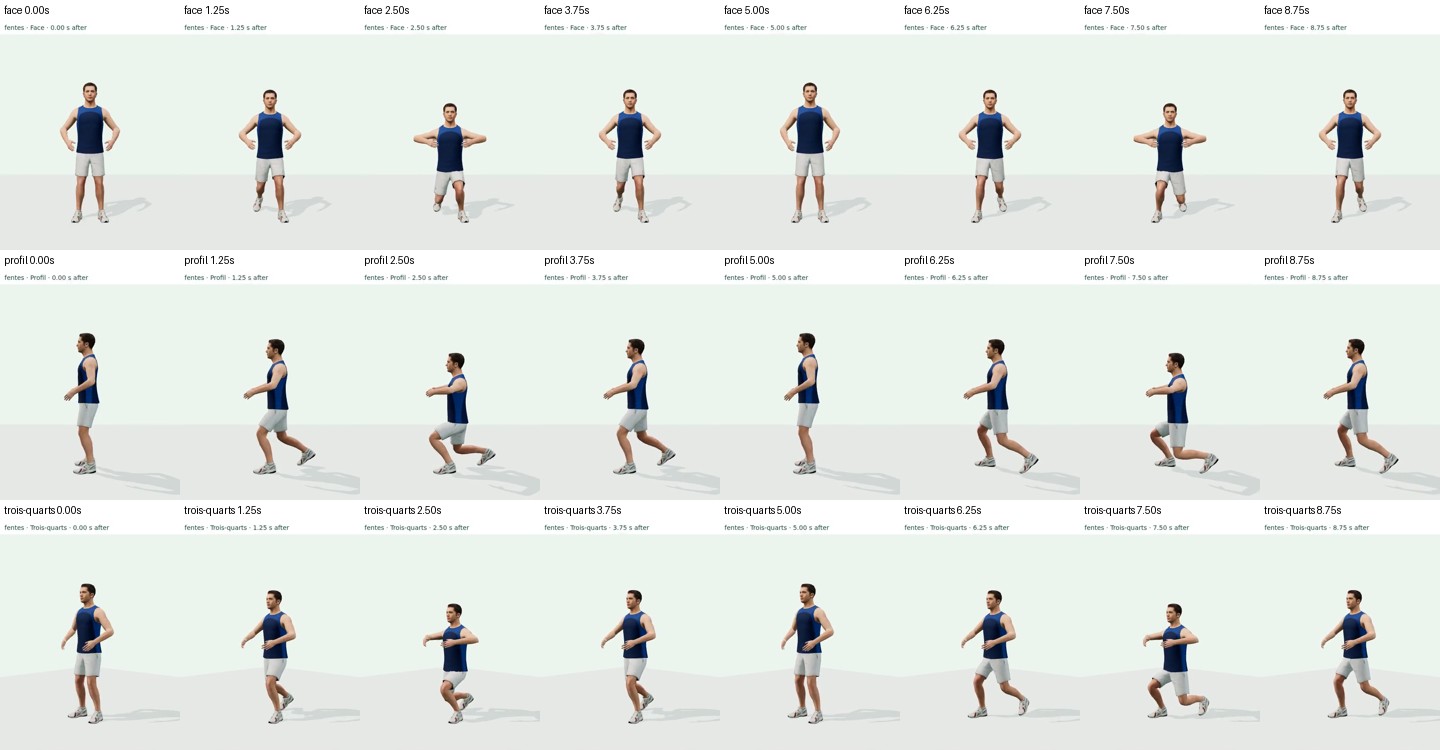 face 0.00s face 1.25s face 2.50s face 3.75s face 5.00s face 6.25s face 7.50s face 8.75s
fentes · Face · 0.00 s after fentes · Face · 1.25 s after fentes · Face · 2.50 s after fentes · Face · 3.75 s after fentes · Face · 5.00 s after fentes · Face · 6.25 s after fentes · Face · 7.50 s after fentes · Face · 8.75 s after
profil 0.00s profil 1.25s profil 2.50s profil 3.75s profil 5.00s profil 6.25s profil 7.50s profil 8.75s
fentes · Profil · 0.00 s after fentes · Profil · 1.25 s after fentes · Profil · 2.50 s after fentes · Profil · 3.75 s after fentes · Profil · 5.00 s after fentes · Profil · 6.25 s after fentes · Profil · 7.50 s after fentes · Profil · 8.75 s after
trois-quarts 0.00s trois-quarts 1.25s trois-quarts 2.50s trois-quarts 3.75s trois-quarts 5.00s trois-quarts 6.25s trois-quarts 7.50s trois-quarts 8.75s
fentes · Trois-quarts · 0.00 s after fentes · Trois-quarts · 1.25 s after fentes · Trois-quarts · 2.50 s after fentes · Trois-quarts · 3.75 s after fentes · Trois-quarts · 5.00 s after fentes · Trois-quarts · 6.25 s after fentes · Trois-quarts · 7.50 s after fentes · Trois-quarts · 8.75 s after